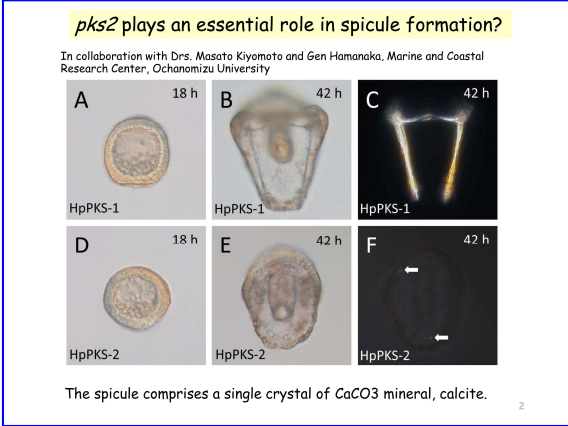 pks2 plays an essential role in spicule formation?
In collaboration with Drs. Masato Kiyomoto and Gen Hamanaka, Marine and Coastal
Research Center, Ochanomizu University
A 18 h
HpPKS-1
B 42 h
HpPKS-1
C 42 h
HpPKS-1
D 18 h
HpPKS-2
E 42 h
HpPKS-2
F 42 h
HpPKS-2
The spicule comprises a single crystal of CaCO3 mineral, calcite.
2